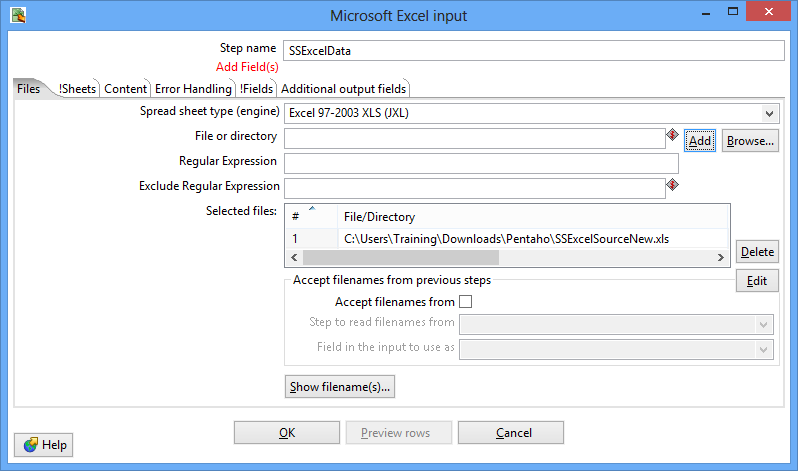 Microsoft Excel input
Step name SSExcelData
Add Field(s)
Files !Sheets Content Error Handling !Fields Additional output fields
Spread sheet type (engine) Excel 97-2003 XLS (JXL)
File or directory Add Browse...
Regular Expression
Exclude Regular Expression
Selected files: # File/Directory
1 C:\Users\Training\Downloads\Pentaho\SSExcelSourceNew.xls
Delete
Edit
Accept filenames from previous steps
Accept filenames from
Step to read filenames from
Field in the input to use as
Show filename(s)...
OK Preview rows Cancel
Help